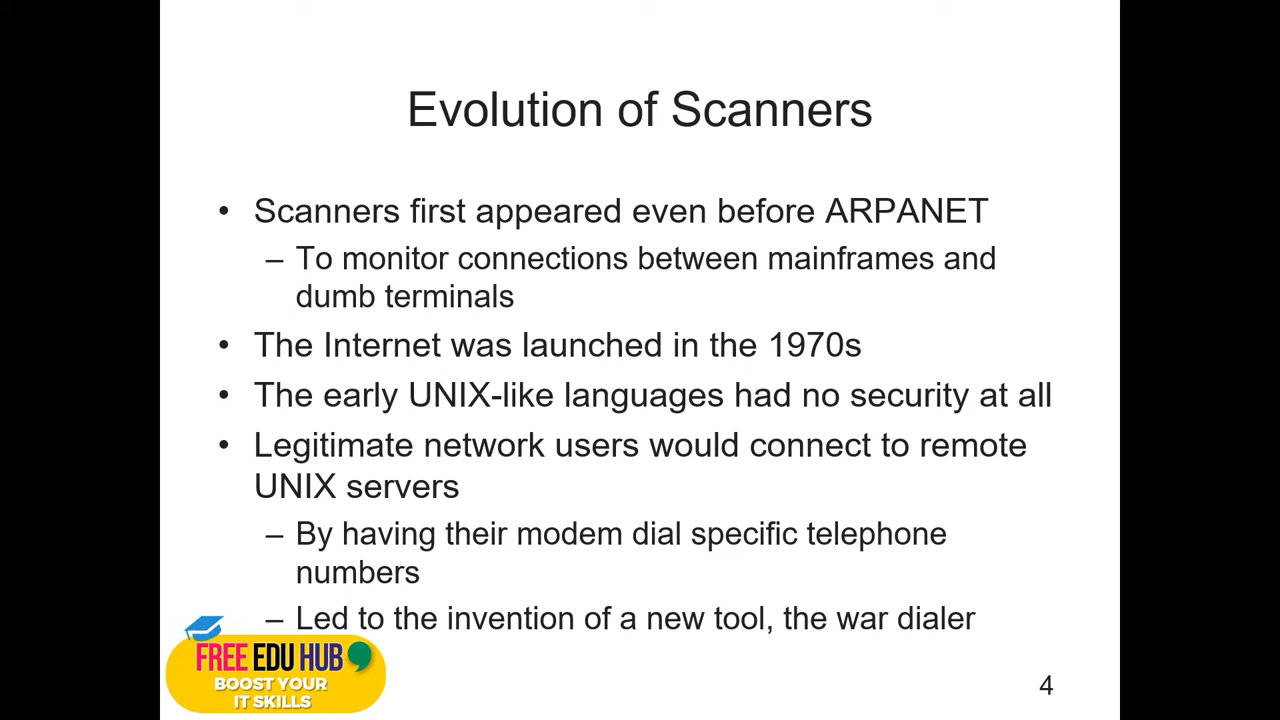 Evolution of Scanners
• Scanners first appeared even before ARPANET
– To monitor connections between mainframes and
dumb terminals
• The Internet was launched in the 1970s
• The early UNIX-like languages had no security at all
• Legitimate network users would connect to remote
UNIX servers
– By having their modem dial specific telephone
numbers
– Led to the invention of a new tool, the war dialer
FREE EDU HUB
BOOST YOUR
IT SKILLS
4